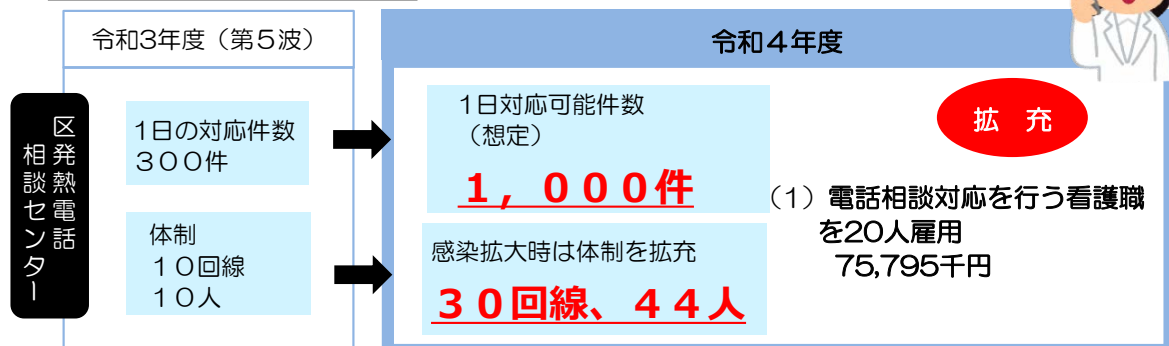 令和3年度（第5波）
令和４年度
区発熱電話
相談センター
1日の対応件数
３００件
体制
１０回線
１０人
1日対応可能件数
（想定）
１，０００件
感染拡大時は体制を拡充
３０回線、４４人
拡　充
（1）電話相談対応を行う看護職
を20人雇用
75,795千円